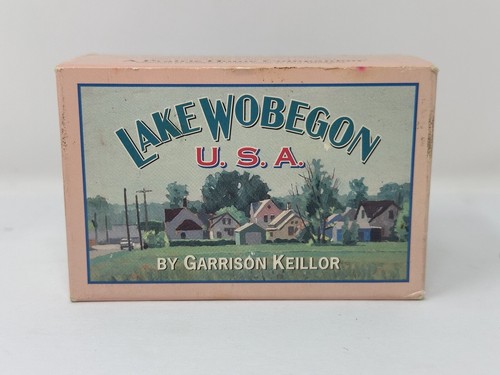 LAKE WOBEGON
U. S. A.
BY GARRISON KEILLOR